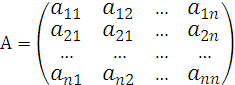 A = ( a₁₁ a₁₂ ... a₁ₙ
a₂₁ a₂₁ ... a₂ₙ
... ... ... ...
aₙ₁ aₙ₂ ... aₙₙ )